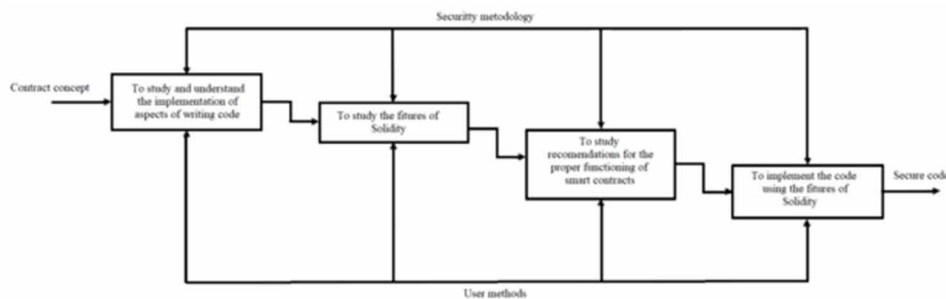 Securitty metodology
Contract concept
To study and understand
the implementation of
aspects of writing code
To study the fitures of
Solidity
To study
recomendations for the
proper functioning of
smart contracts
To implement the code
using the fitures of
Solidity
Secure code
User methods